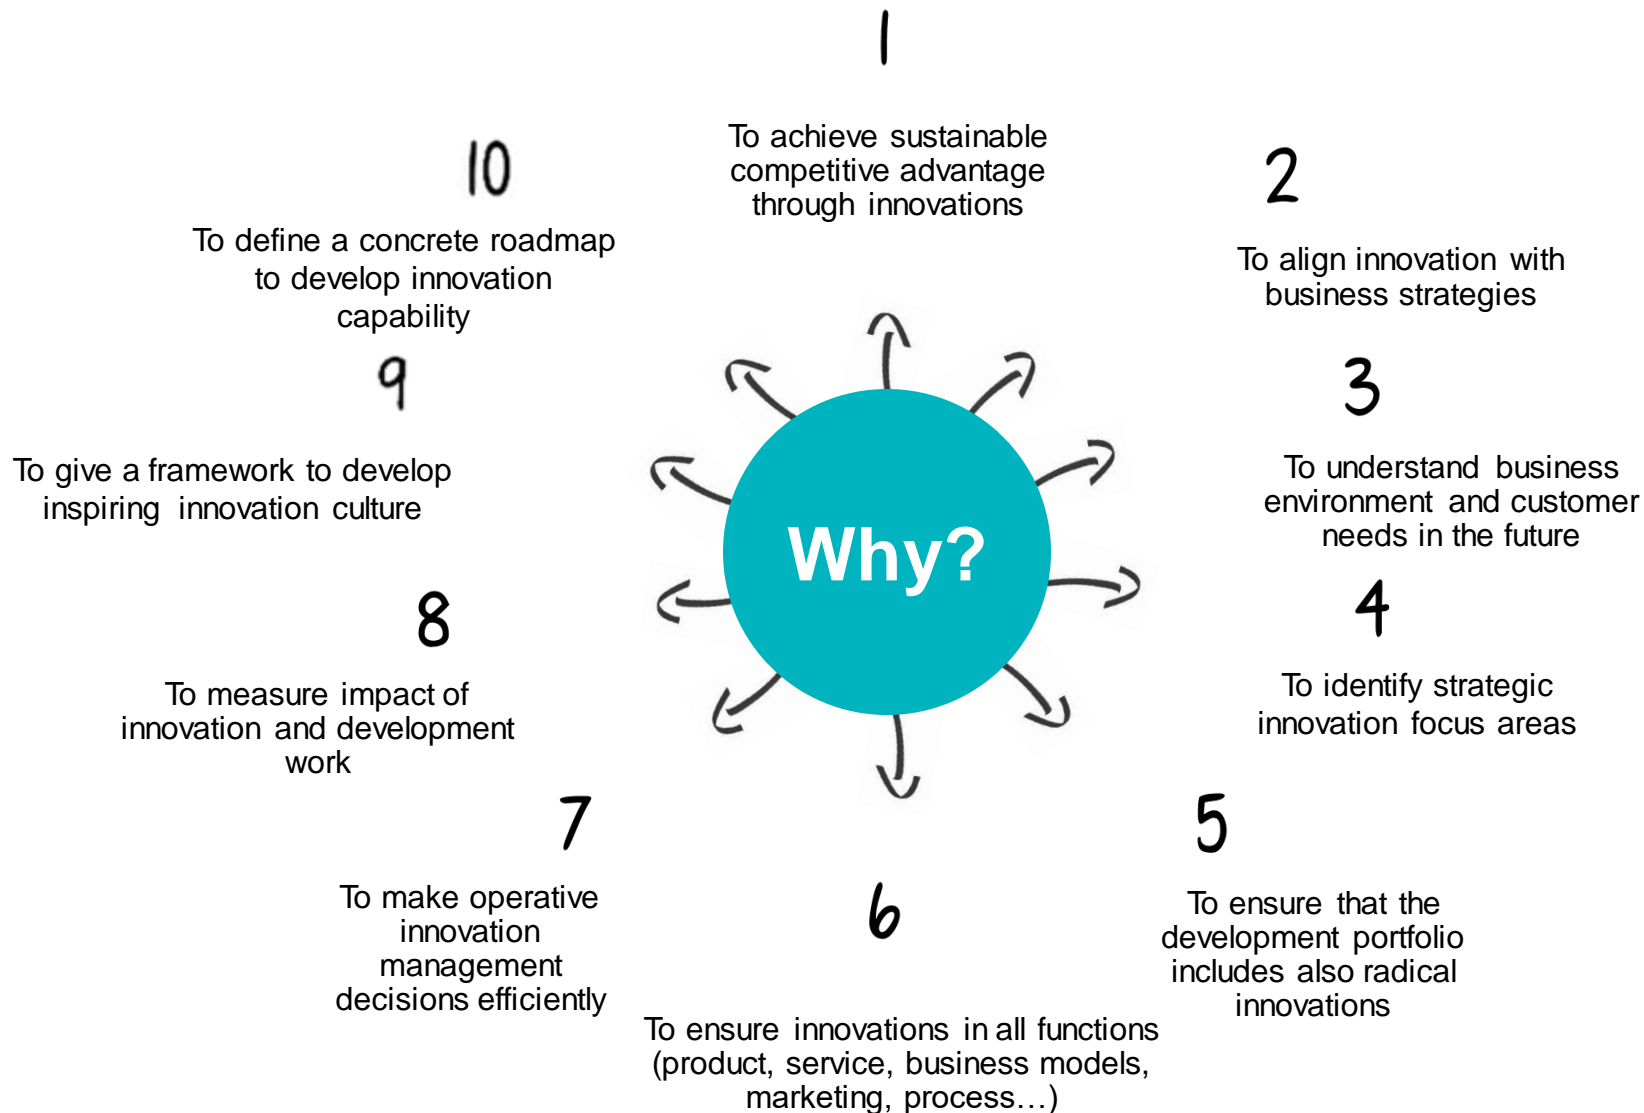 1
To achieve sustainable
competitive advantage
through innovations
2
To align innovation with
business strategies
3
To understand business
environment and customer
needs in the future
4
To identify strategic
innovation focus areas
5
To ensure that the
development portfolio
includes also radical
innovations
6
To ensure innovations in all functions
(product, service, business models,
marketing, process…)
7
To make operative
innovation
management
decisions efficiently
8
To measure impact of
innovation and development
work
9
To give a framework to develop
inspiring innovation culture
10
To define a concrete roadmap
to develop innovation
capability
Why?